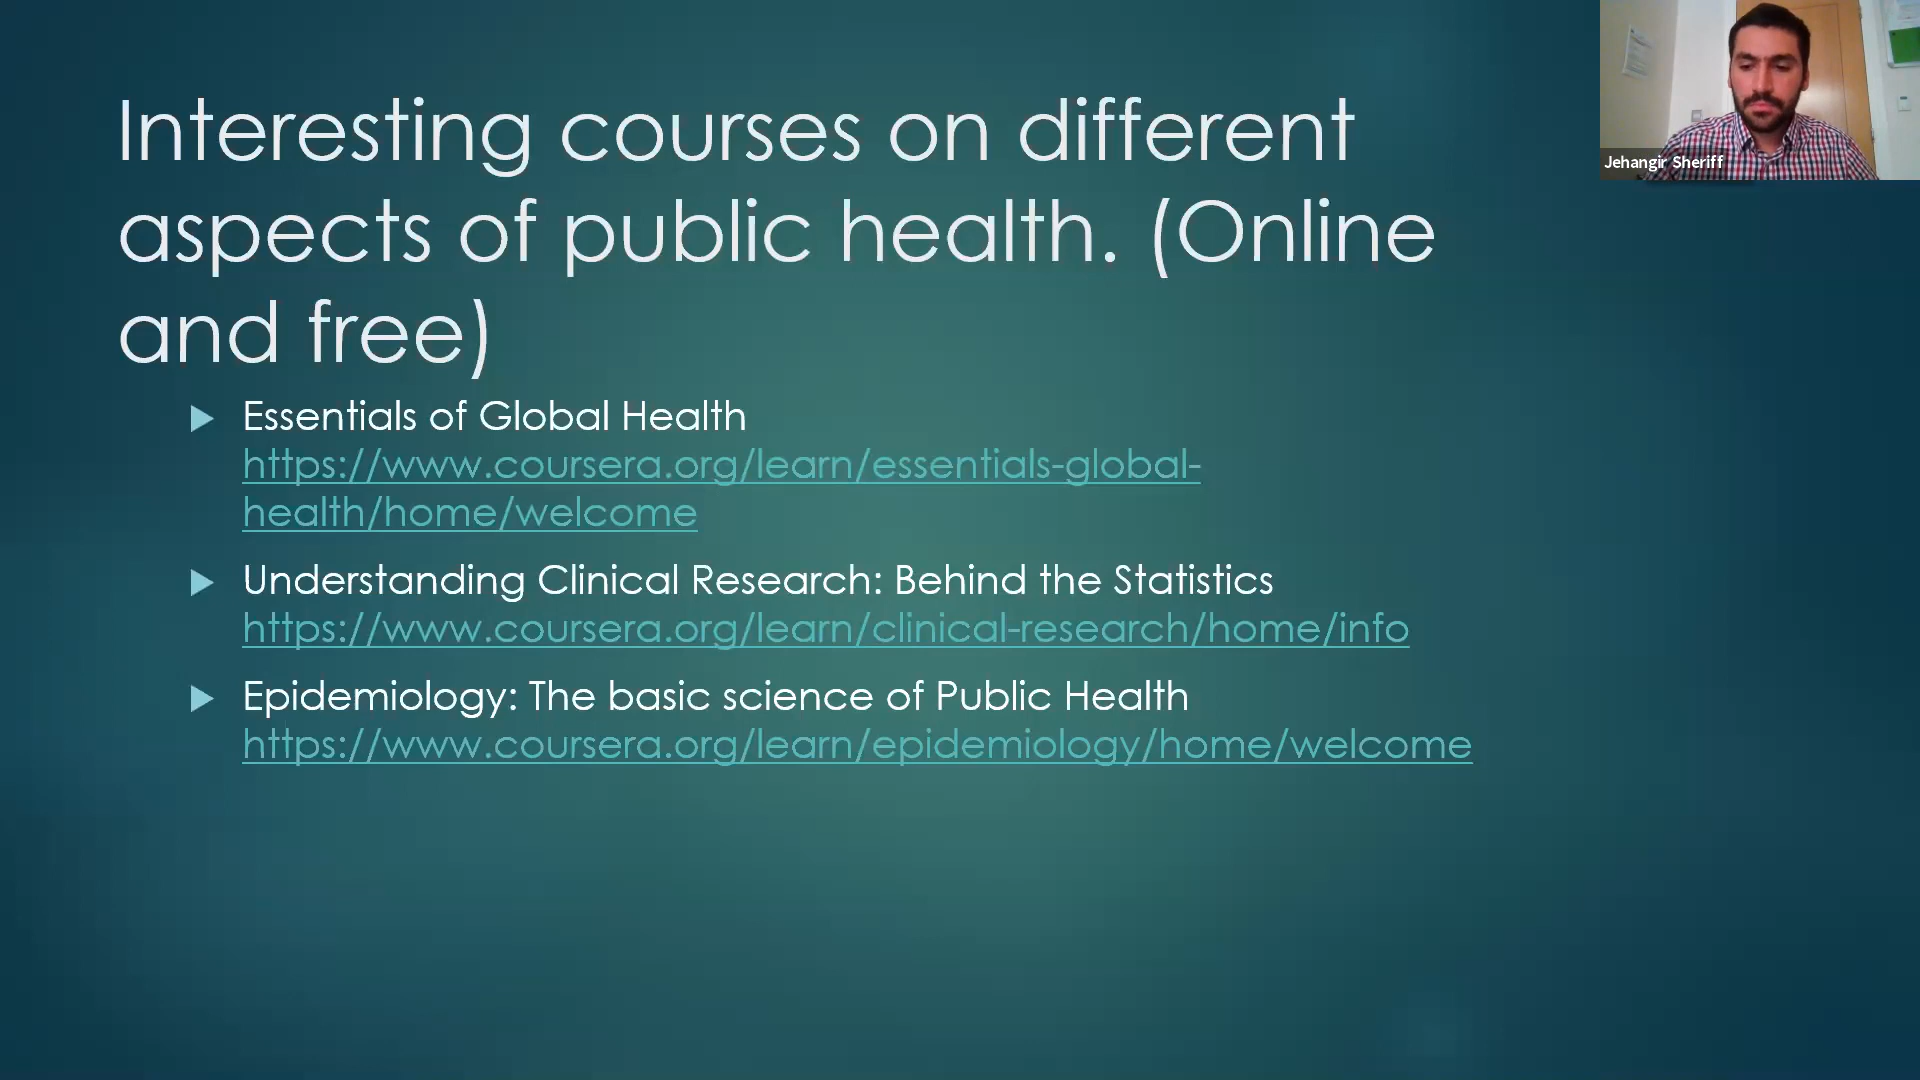 Interesting courses on different
aspects of public health. (Online
and free)
Essentials of Global Health
https://www.coursera.org/learn/essentials-global-
health/home/welcome
Understanding Clinical Research: Behind the Statistics
https://www.coursera.org/learn/clinical-research/home/info
Epidemiology: The basic science of Public Health
https://www.coursera.org/learn/epidemiology/home/welcome
Jehangir Sheriff